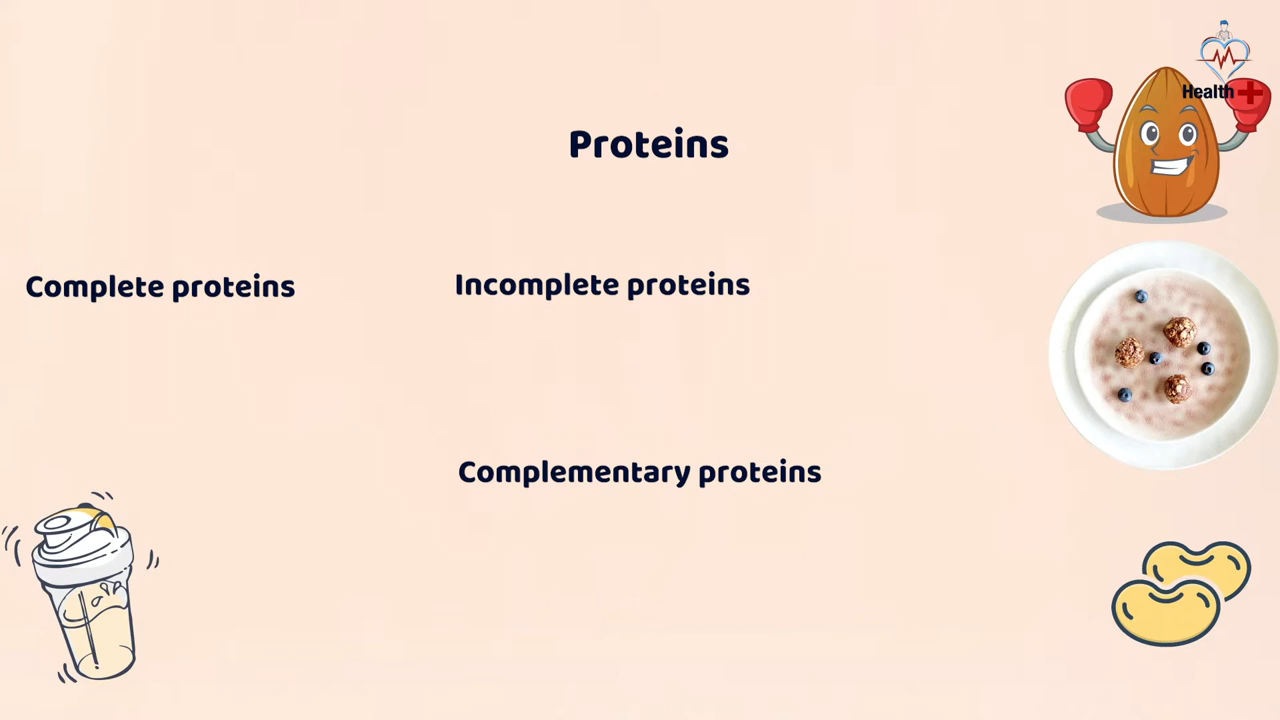 Health
Proteins
Complete proteins
Incomplete proteins
Complementary proteins